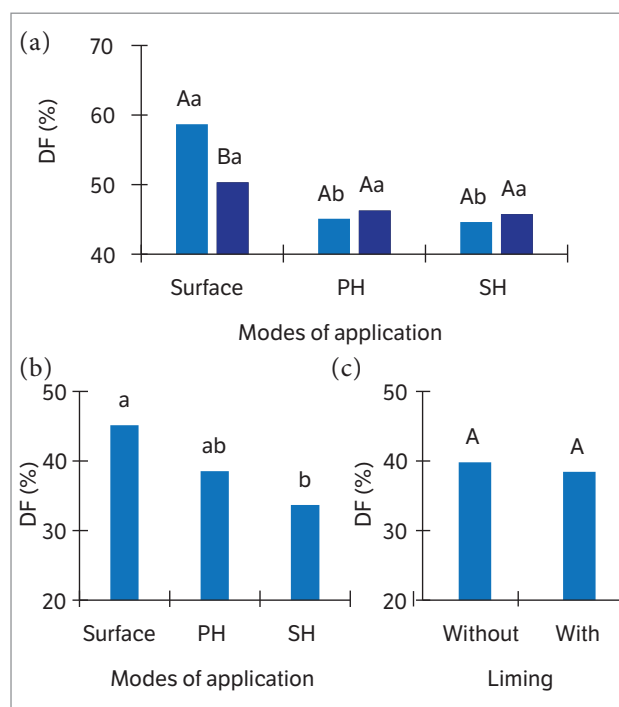 (a)
70
60
50
40
DF (%)
Aa
Ba
Ab
Aa
Ab
Aa
Surface PH SH
Modes of application
(b)
50
40
30
20
DF (%)
a
ab
b
Surface PH SH
Modes of application
(c)
50
40
30
20
DF (%)
A
A
Without With
Liming